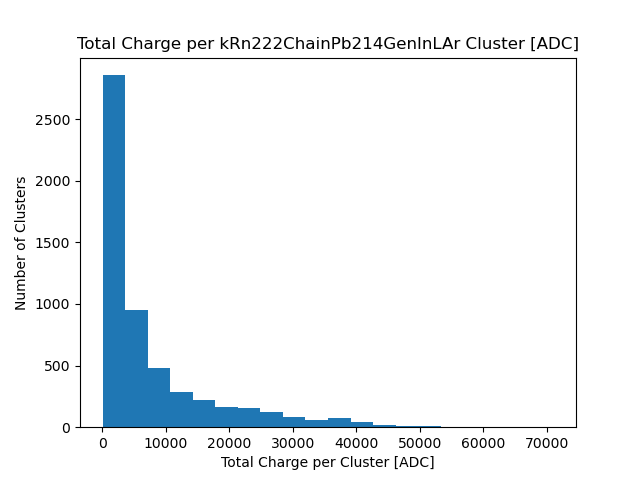 Total Charge per kRn222ChainPb214GenInLAr Cluster [ADC]
Number of Clusters
2500
2000
1500
1000
500
0
0 10000 20000 30000 40000 50000 60000 70000
Total Charge per Cluster [ADC]